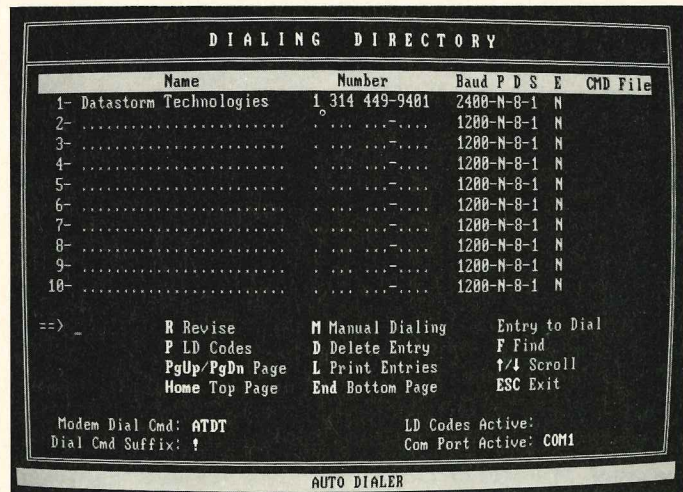 DIALING DIRECTORY
Name Number Baud P D S E CMD File
1- Datastorm Technologies 1 314 449-9401 2400-N-8-1 N
2- ......................... . ... ...-.... 1200-N-8-1 N
3- ......................... . ... ...-.... 1200-N-8-1 N
4- ......................... . ... ...-.... 1200-N-8-1 N
5- ......................... . ... ...-.... 1200-N-8-1 N
6- ......................... . ... ...-.... 1200-N-8-1 N
7- ......................... . ... ...-.... 1200-N-8-1 N
8- ......................... . ... ...-.... 1200-N-8-1 N
9- ......................... . ... ...-.... 1200-N-8-1 N
10- ......................... . ... ...-.... 1200-N-8-1 N
==> _ R Revise M Manual Dialing Entry to Dial
P LD Codes D Delete Entry F Find
PgUp/PgDn Page L Print Entries ↑/↓ Scroll
Home Top Page End Bottom Page ESC Exit
Modem Dial Cmd: ATDT LD Codes Active:
Dial Cmd Suffix: ! Com Port Active: COM1
AUTO DIALER